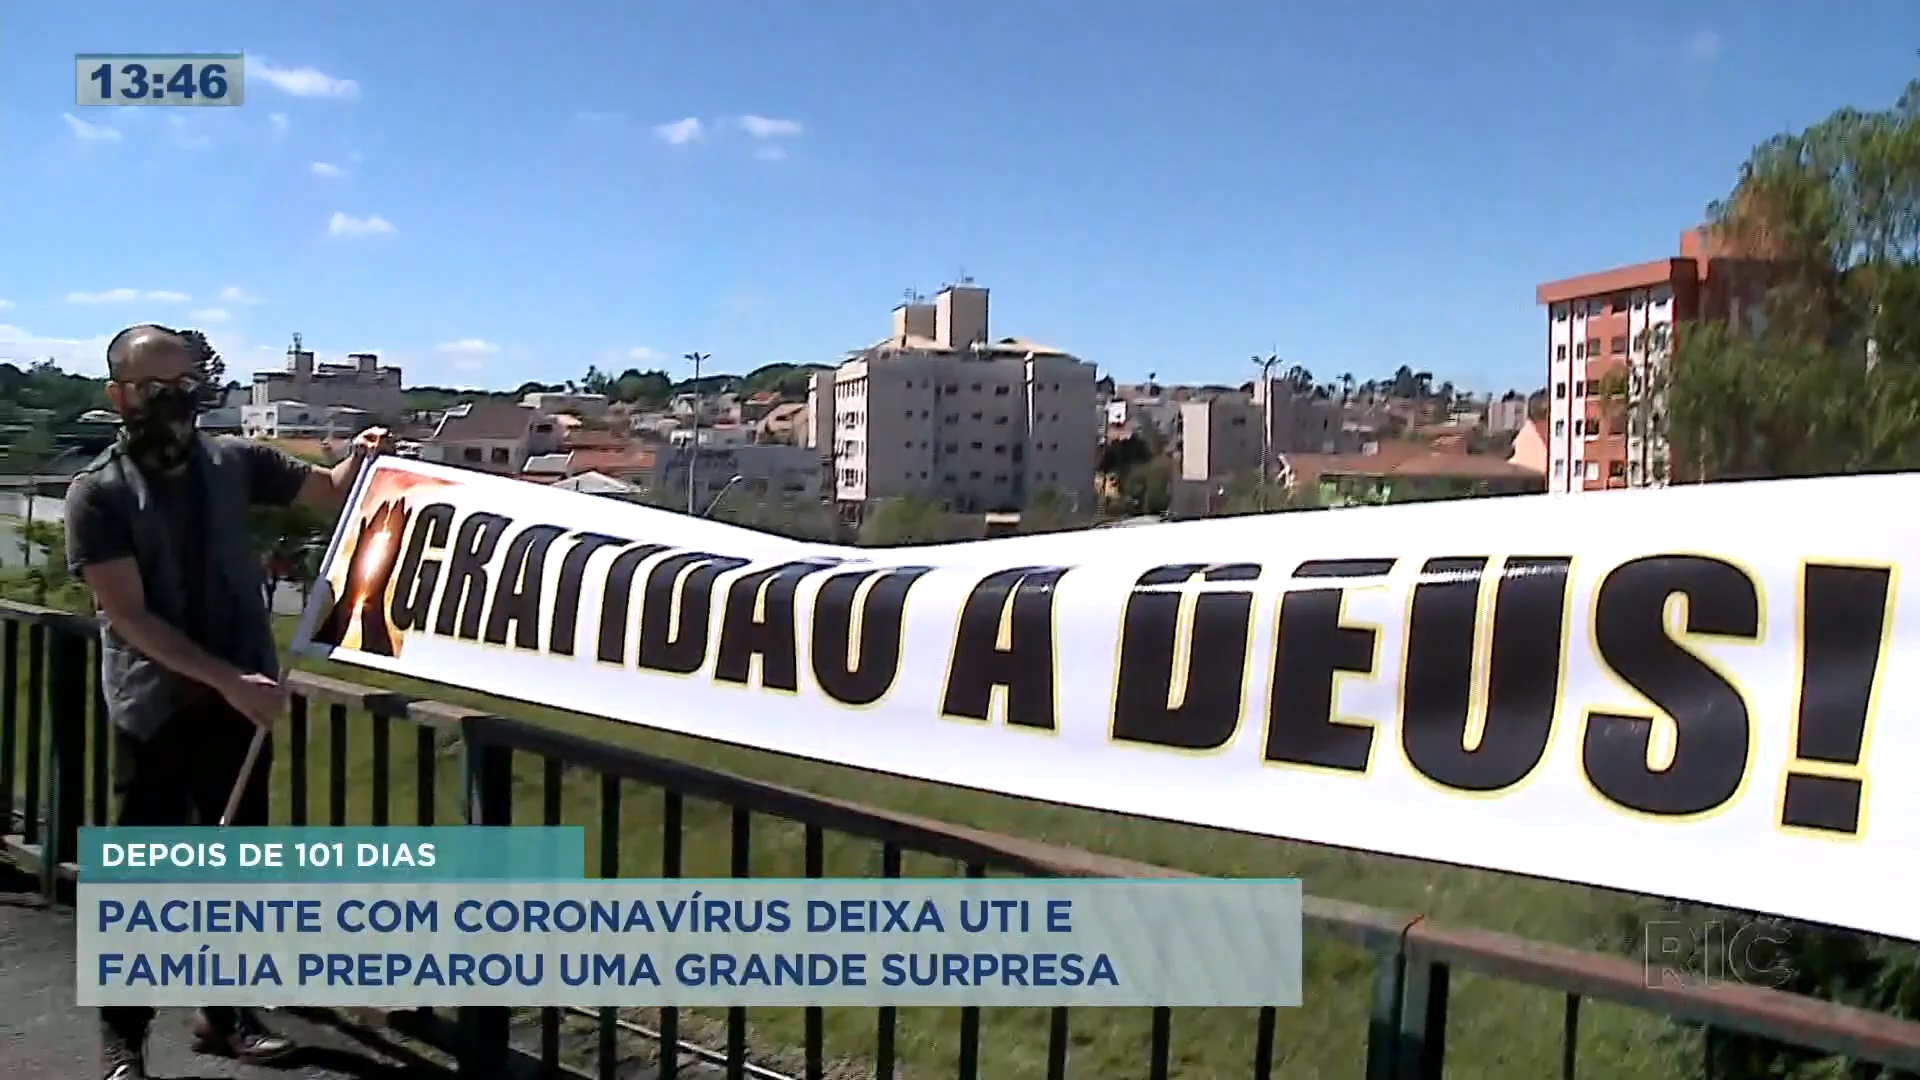 13:46
GRATIDÃO A DEUS!
DEPOIS DE 101 DIAS
PACIENTE COM CORONAVÍRUS DEIXA UTI E
FAMÍLIA PREPAROU UMA GRANDE SURPRESA
RIC